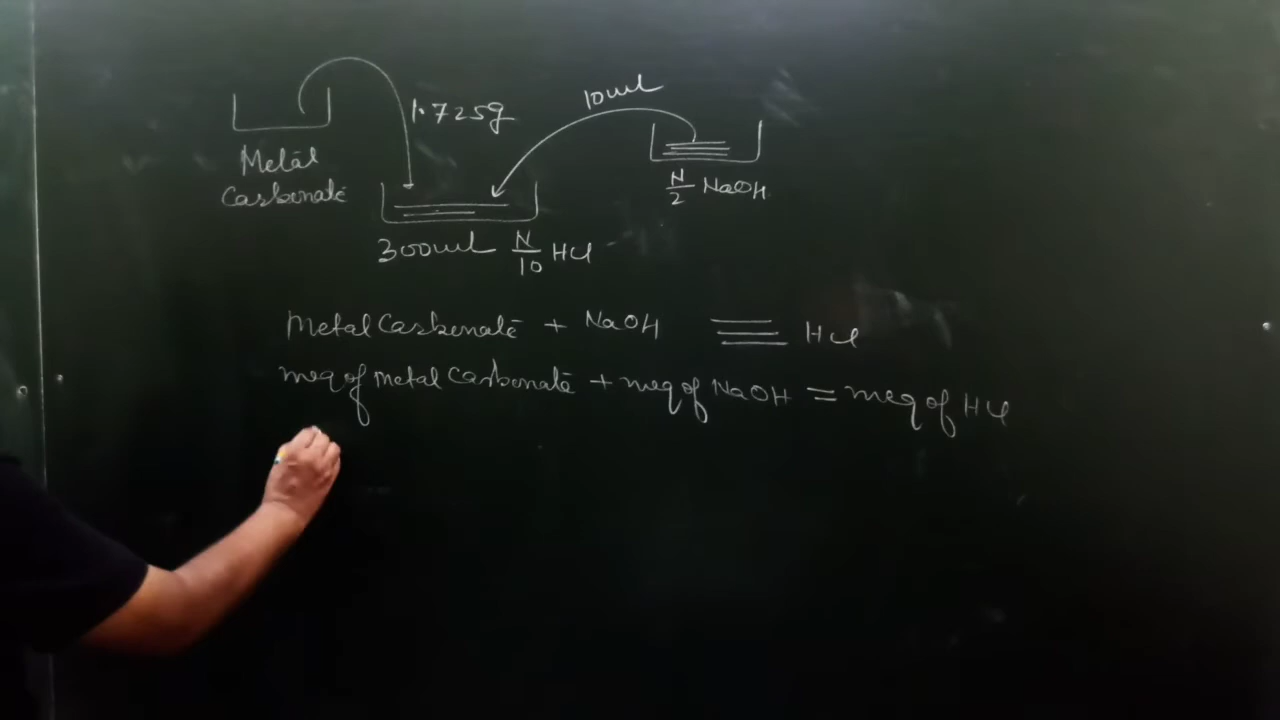 10ml
1.725g
Metal
Carbonate
N/2 NaOH
300ml N/10 HCl
Metal Carbonate + NaOH ≡ HCl
meq of metal Carbonate + meq of NaOH = meq of HCl